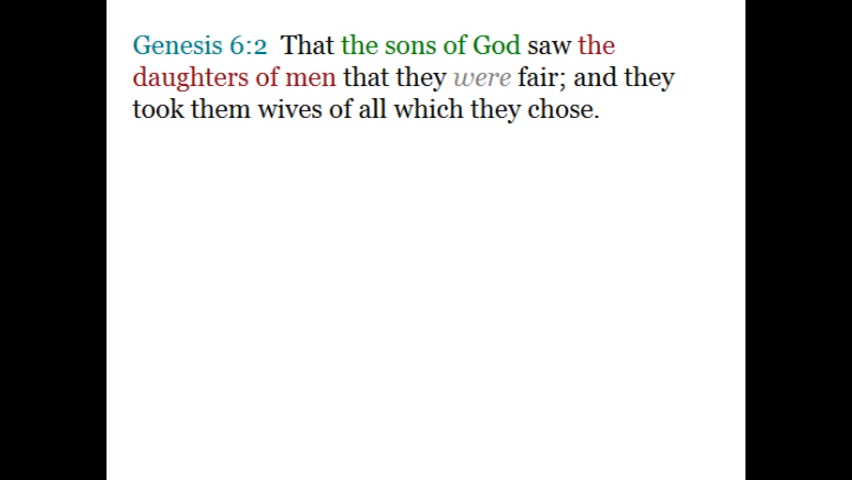 Genesis 6:2 That the sons of God saw the
daughters of men that they were fair; and they
took them wives of all which they chose.